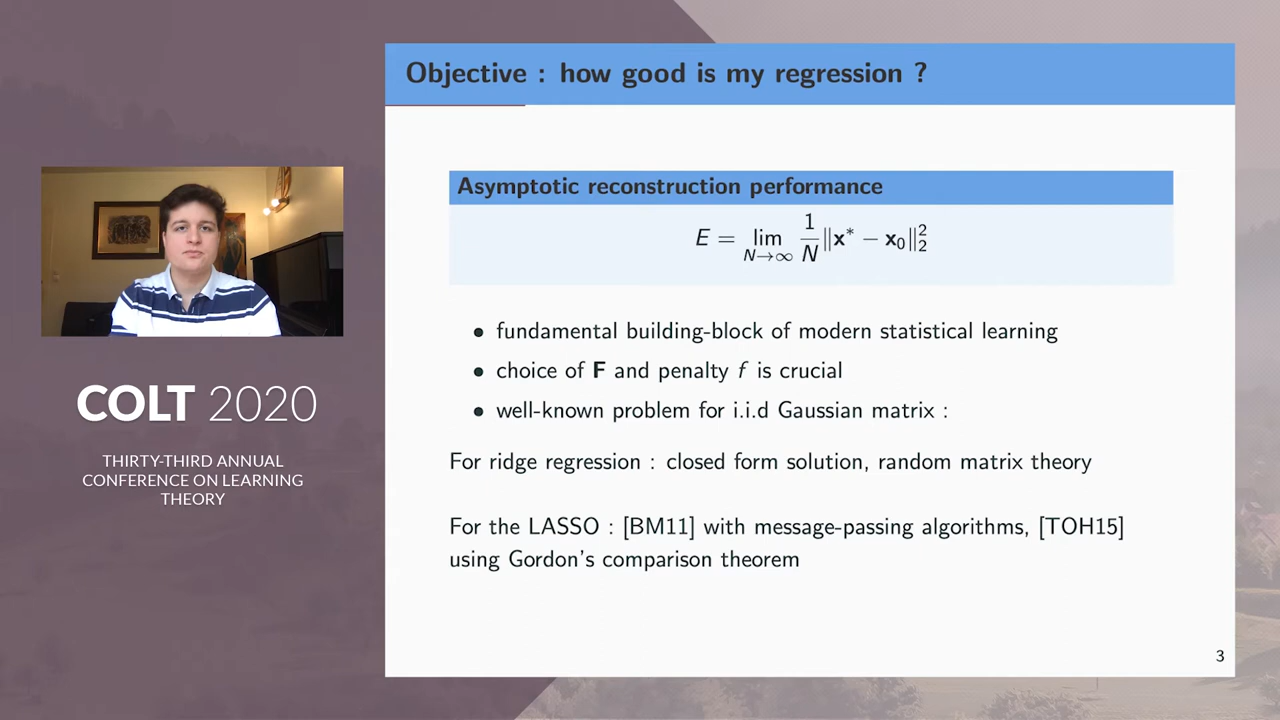 COLT 2020
THIRTY-THIRD ANNUAL
CONFERENCE ON LEARNING
THEORY
Objective : how good is my regression ?
Asymptotic reconstruction performance
E = lim_{N→∞} 1/N ‖x* − x₀‖₂²
• fundamental building-block of modern statistical learning
• choice of F and penalty f is crucial
• well-known problem for i.i.d Gaussian matrix :
For ridge regression : closed form solution, random matrix theory
For the LASSO : [BM11] with message-passing algorithms, [TOH15]
using Gordon's comparison theorem
3